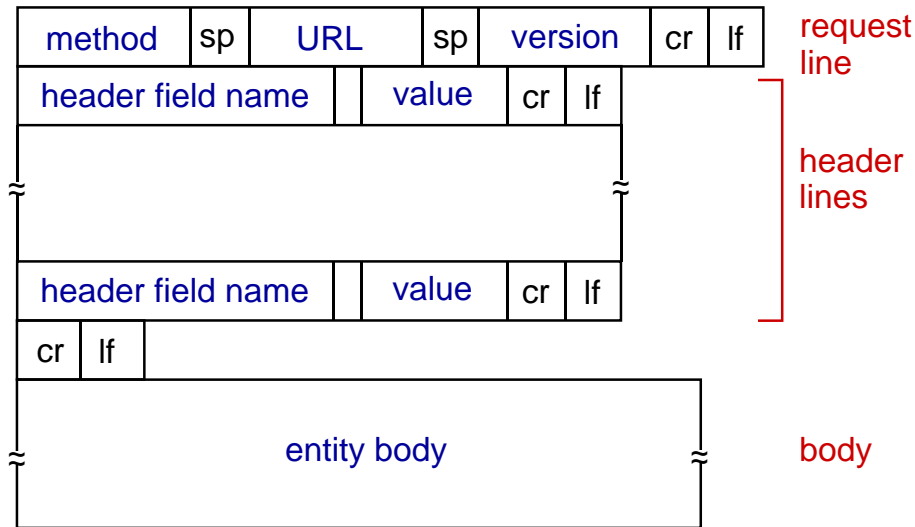 method sp URL sp version cr lf request
line
header field name value cr lf
header
lines
header field name value cr lf
cr lf
entity body body